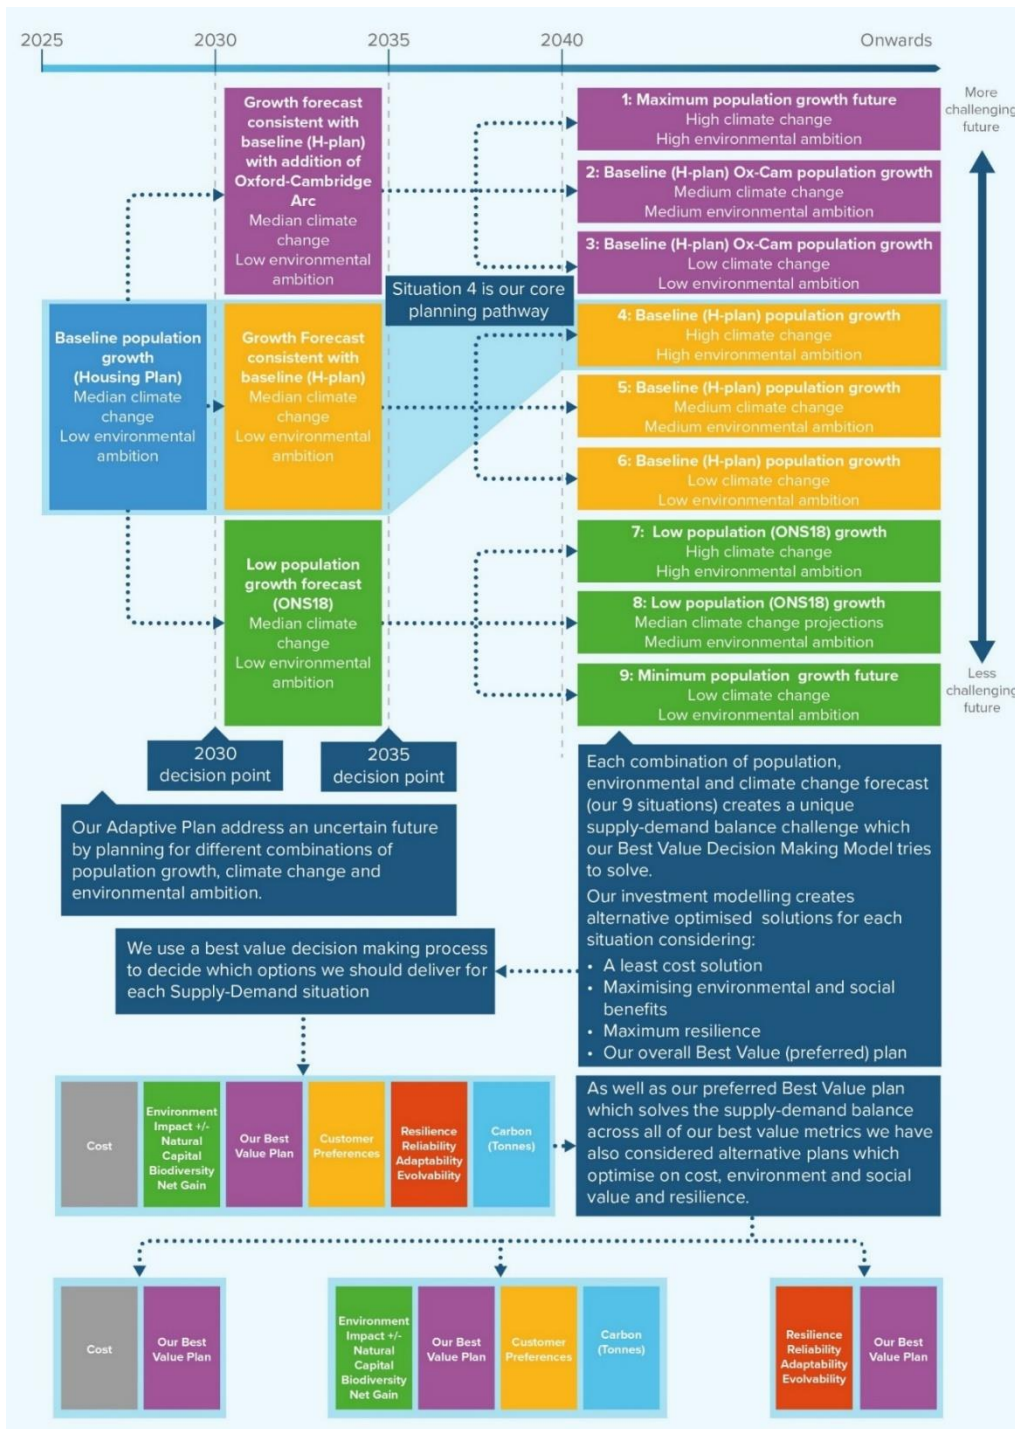 2025
2030
2035
2040
Onwards
Growth forecast
consistent with
baseline (H-plan)
with addition of
Oxford-Cambridge
Arc
Median climate
change
Low environmental
ambition
1: Maximum population growth future
High climate change
High environmental ambition
2: Baseline (H-plan) Ox-Cam population growth
Medium climate change
Medium environmental ambition
3: Baseline (H-plan) Ox-Cam population growth
Low climate change
Low environmental ambition
More
challenging
future
Situation 4 is our core
planning pathway
Baseline population
growth
(Housing Plan)
Median climate
change
Low environmental
ambition
Growth Forecast
consistent with
baseline (H-plan)
Median climate
change
Low environmental
ambition
4: Baseline (H-plan) population growth
High climate change
High environmental ambition
5: Baseline (H-plan) population growth
Medium climate change
Medium environmental ambition
6: Baseline (H-plan) population growth
Low climate change
Low environmental ambition
Low population
growth forecast
(ONS18)
Median climate
change
Low environmental
ambition
7: Low population (ONS18) growth
High climate change
High environmental ambition
8: Low population (ONS18) growth
Median climate change projections
Medium environmental ambition
9: Minimum population growth future
Low climate change
Low environmental ambition
Less
challenging
future
2030
decision point
2035
decision point
Our Adaptive Plan address an uncertain future
by planning for different combinations of
population growth, climate change and
environmental ambition.
Each combination of population,
environmental and climate change forecast
(our 9 situations) creates a unique
supply-demand balance challenge which
our Best Value Decision Making Model tries
to solve.
Our investment modelling creates
alternative optimised solutions for each
situation considering:
• A least cost solution
• Maximising environmental and social
benefits
• Maximum resilience
• Our overall Best Value (preferred) plan
We use a best value decision making process
to decide which options we should deliver for
each Supply-Demand situation
Cost
Environment
Impact +/-
Natural
Capital
Biodiversity
Net Gain
Our Best
Value Plan
Customer
Preferences
Resilience
Reliability
Adaptability
Evolvability
Carbon
(Tonnes)
As well as our preferred Best Value plan
which solves the supply-demand balance
across all of our best value metrics we have
also considered alternative plans which
optimise on cost, environment and social
value and resilience.
Cost
Our Best
Value Plan
Environment
Impact +/-
Natural
Capital
Biodiversity
Net Gain
Our Best
Value Plan
Customer
Preferences
Carbon
(Tonnes)
Resilience
Reliability
Adaptability
Evolvability
Our Best
Value Plan